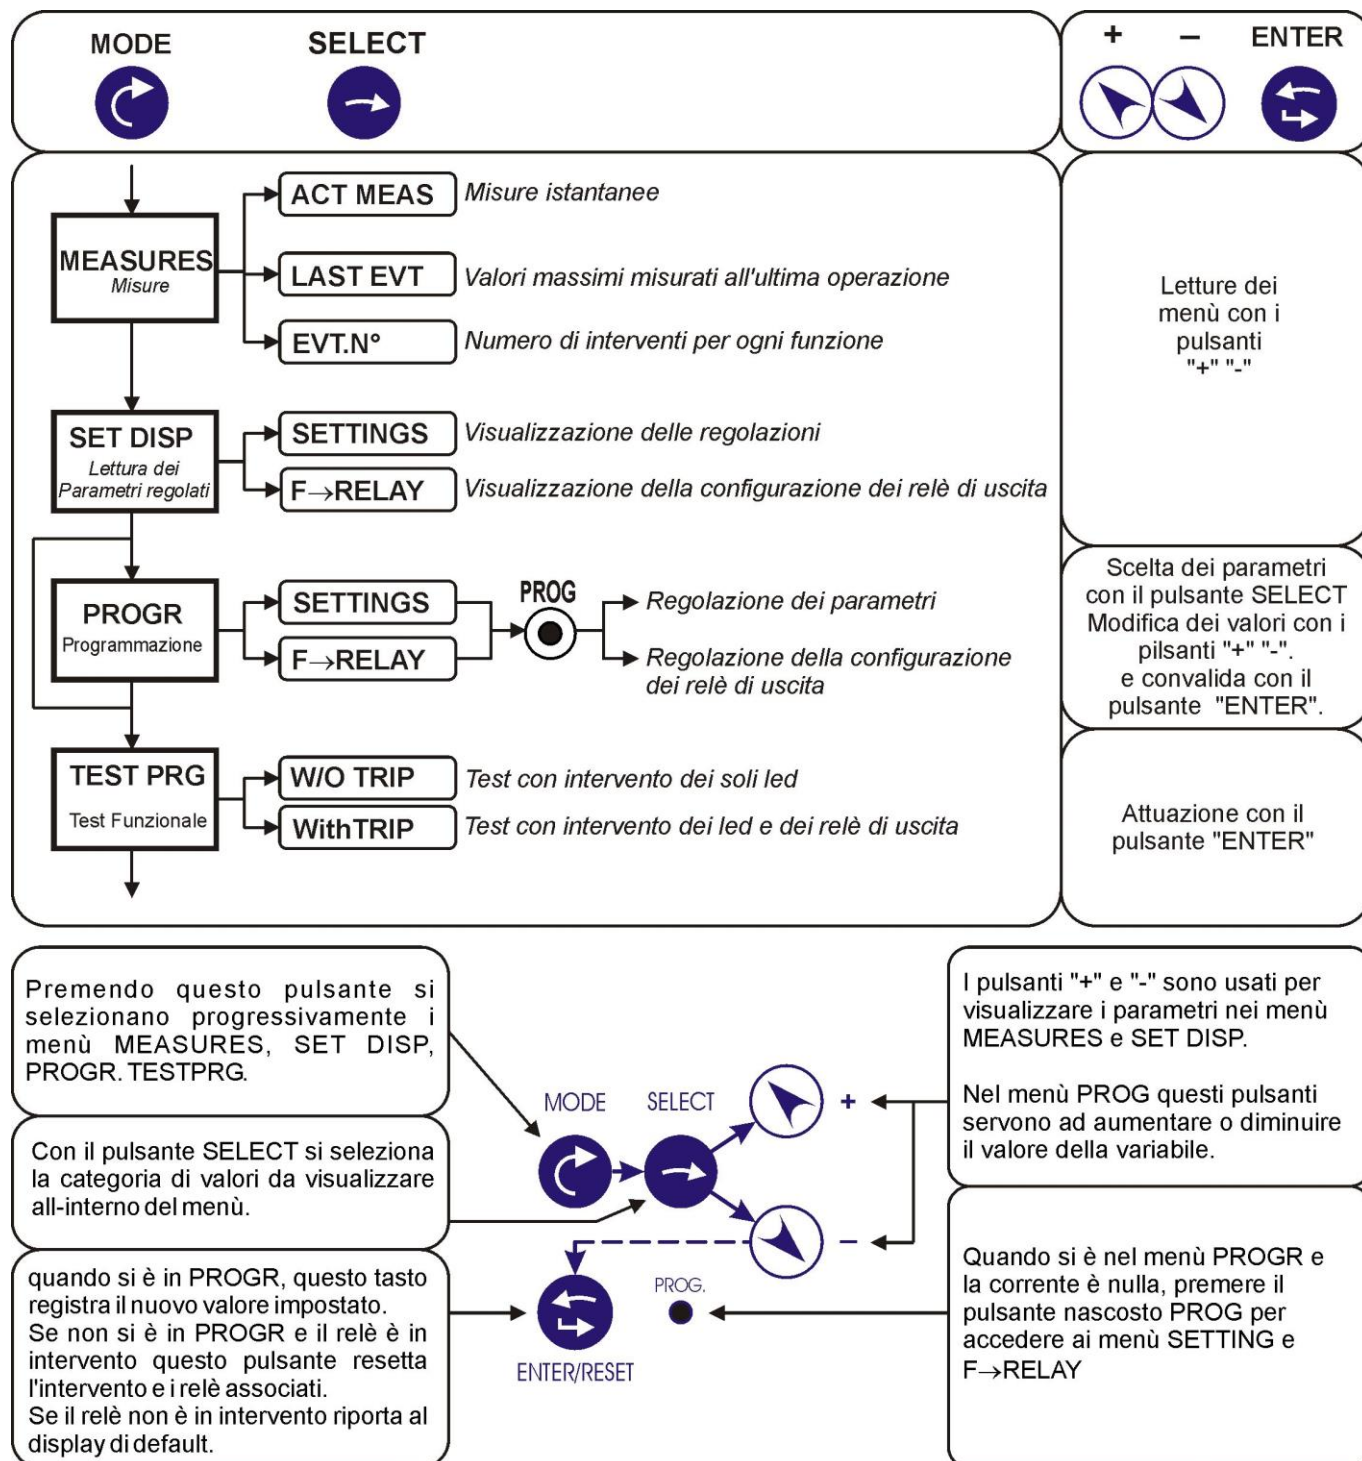 MODE
SELECT
+ – ENTER
MEASURES
Misure
ACT MEAS
Misure istantanee
LAST EVT
Valori massimi misurati all'ultima operazione
EVT.N°
Numero di interventi per ogni funzione
Letture dei
menù con i
pulsanti
"+" "-"
SET DISP
Lettura dei
Parametri regolati
SETTINGS
Visualizzazione delle regolazioni
F→RELAY
Visualizzazione della configurazione dei relè di uscita
PROGR
Programmazione
SETTINGS
F→RELAY
PROG
Regolazione dei parametri
Regolazione della configurazione
dei relè di uscita
Scelta dei parametri
con il pulsante SELECT
Modifica dei valori con i
pilsanti "+" "-".
e convalida con il
pulsante "ENTER".
TEST PRG
Test Funzionale
W/O TRIP
Test con intervento dei soli led
WithTRIP
Test con intervento dei led e dei relè di uscita
Attuazione con il
pulsante "ENTER"
Premendo questo pulsante si
selezionano progressivamente i
menù MEASURES, SET DISP,
PROGR. TESTPRG.
Con il pulsante SELECT si seleziona
la categoria di valori da visualizzare
all-interno del menù.
quando si è in PROGR, questo tasto
registra il nuovo valore impostato.
Se non si è in PROGR e il relè è in
intervento questo pulsante resetta
l'intervento e i relè associati.
Se il relè non è in intervento riporta al
display di default.
MODE
SELECT
+
–
PROG.
ENTER/RESET
I pulsanti "+" e "-" sono usati per
visualizzare i parametri nei menù
MEASURES e SET DISP.
Nel menù PROG questi pulsanti
servono ad aumentare o diminuire
il valore della variabile.
Quando si è nel menù PROGR e
la corrente è nulla, premere il
pulsante nascosto PROG per
accedere ai menù SETTING e
F→RELAY